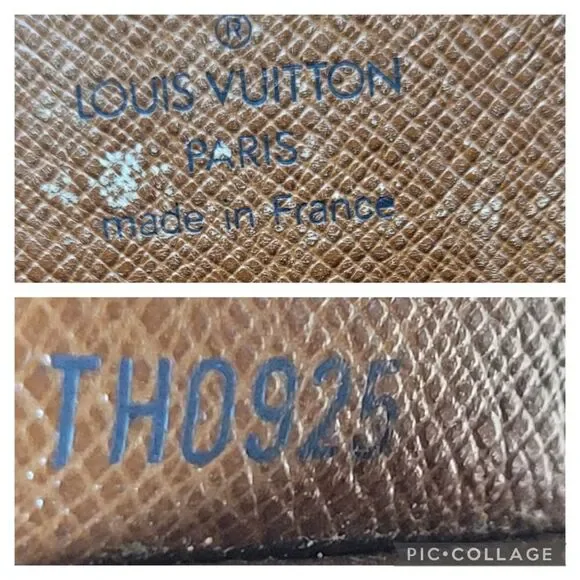 ®
LOUIS VUITTON
PARIS
made in France
TH0925
PIC•COLLAGE